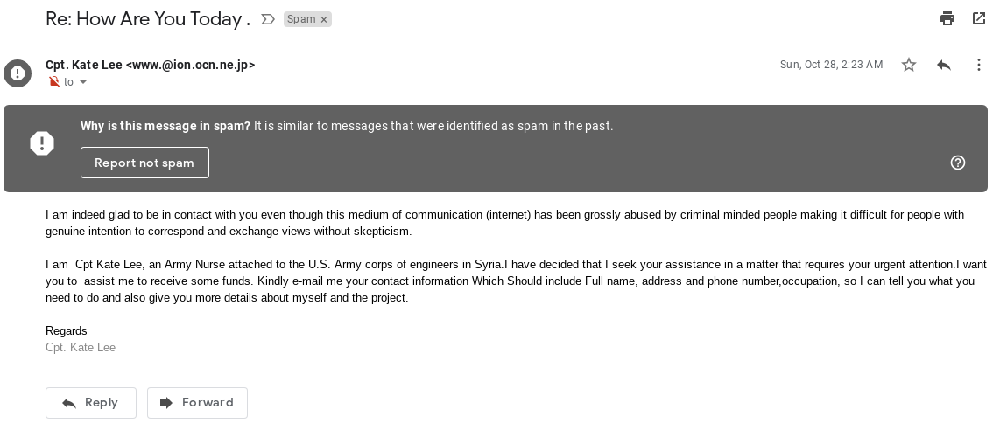 Re: How Are You Today .
Spam ×
Cpt. Kate Lee <www.@ion.ocn.ne.jp>
Sun, Oct 28, 2:23 AM
to
Why is this message in spam? It is similar to messages that were identified as spam in the past.
Report not spam
I am indeed glad to be in contact with you even though this medium of communication (internet) has been grossly abused by criminal minded people making it difficult for people with
genuine intention to correspond and exchange views without skepticism.
I am  Cpt Kate Lee, an Army Nurse attached to the U.S. Army corps of engineers in Syria.I have decided that I seek your assistance in a matter that requires your urgent attention.I want
you to  assist me to receive some funds. Kindly e-mail me your contact information Which Should include Full name, address and phone number,occupation, so I can tell you what you
need to do and also give you more details about myself and the project.
Regards
Cpt. Kate Lee
Reply
Forward